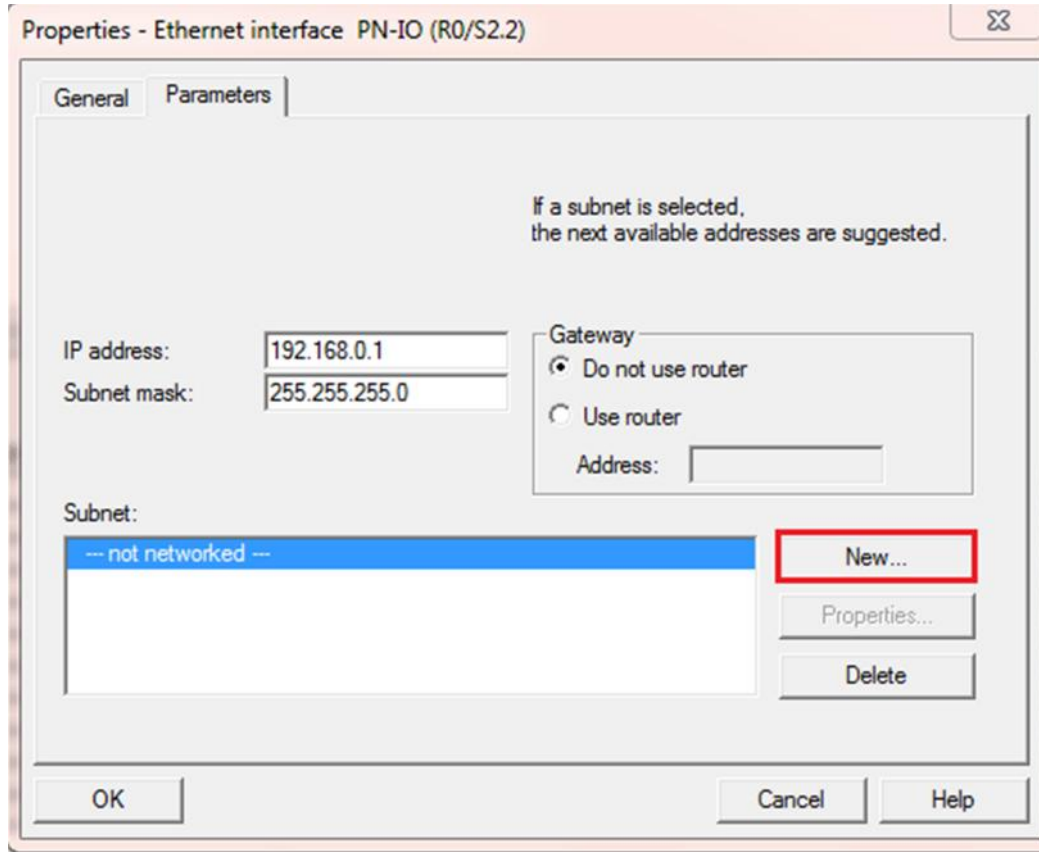 Properties - Ethernet interface PN-IO (R0/S2.2)
General
Parameters
If a subnet is selected,
the next available addresses are suggested.
IP address:
192.168.0.1
Subnet mask:
255.255.255.0
Gateway
Do not use router
Use router
Address:
Subnet:
--- not networked ---
New...
Properties...
Delete
OK
Cancel
Help